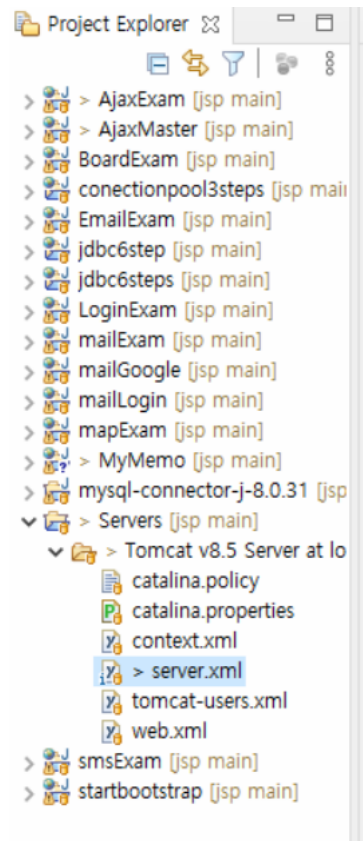 Project Explorer
> AjaxExam [jsp main]
> AjaxMaster [jsp main]
BoardExam [jsp main]
conectionpool3steps [jsp mai
EmailExam [jsp main]
jdbc6step [jsp main]
jdbc6steps [jsp main]
LoginExam [jsp main]
mailExam [jsp main]
mailGoogle [jsp main]
mailLogin [jsp main]
mapExam [jsp main]
> MyMemo [jsp main]
mysql-connector-j-8.0.31 [jsp
> Servers [jsp main]
> Tomcat v8.5 Server at lo
catalina.policy
catalina.properties
context.xml
> server.xml
tomcat-users.xml
web.xml
smsExam [jsp main]
startbootstrap [jsp main]